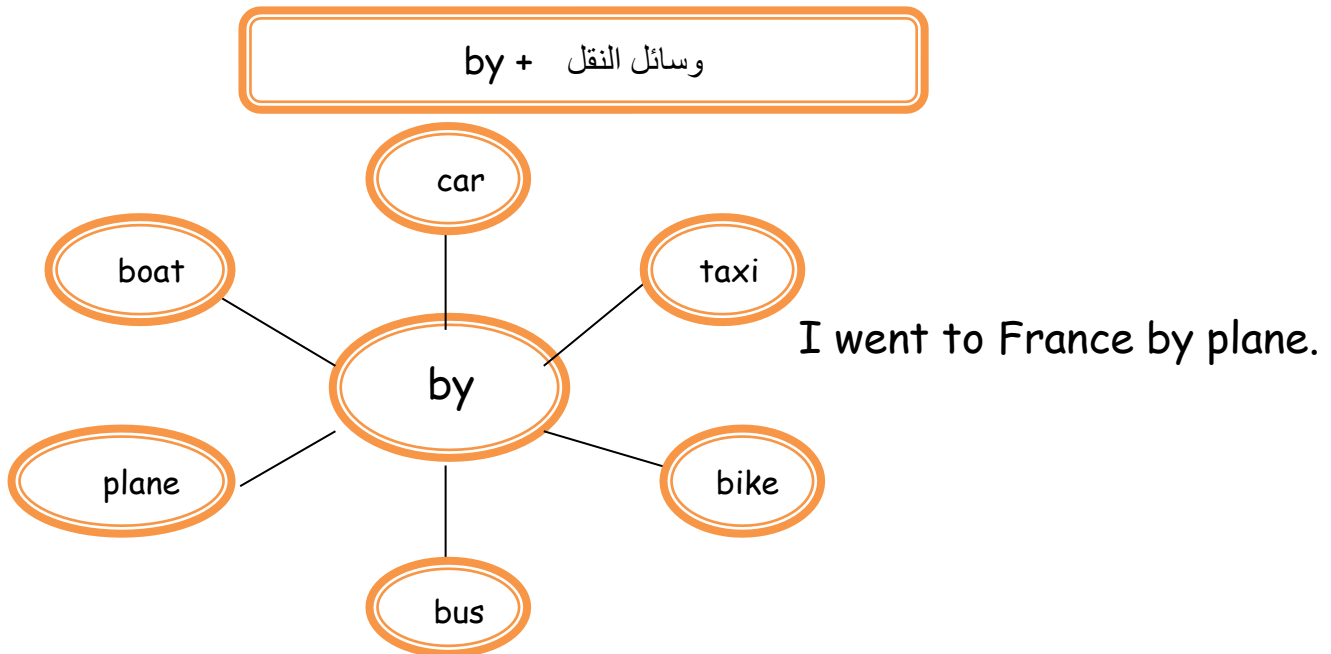 by + وسائل النقل
car
boat
taxi
I went to France by plane.
by
plane
bike
bus